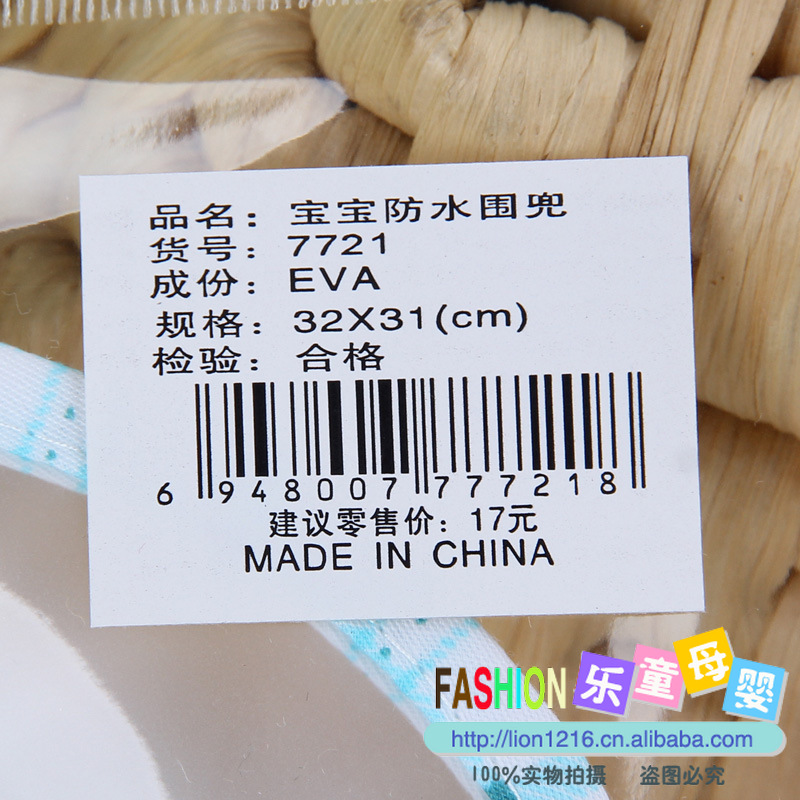 品名：宝宝防水围兜
货号：7721
成份：EVA
规格：32X31(cm)
检验：合格
6 948007 777218
建议零售价：17元
MADE IN CHINA
FASHION 乐童母婴
http://lion1216.cn.alibaba.com
100%实物拍摄 盗图必究